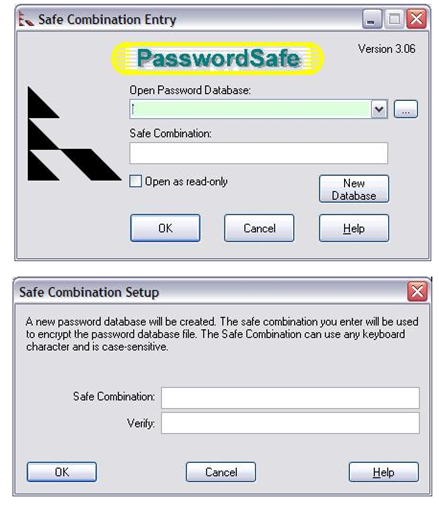 Safe Combination Entry
PasswordSafe
Version 3.06
Open Password Database:
...
Safe Combination:
Open as read-only
New
Database
OK
Cancel
Help
Safe Combination Setup
A new password database will be created. The safe combination you enter will be used
to encrypt the password database file. The Safe Combination can use any keyboard
character and is case-sensitive.
Safe Combination:
Verify:
OK
Cancel
Help